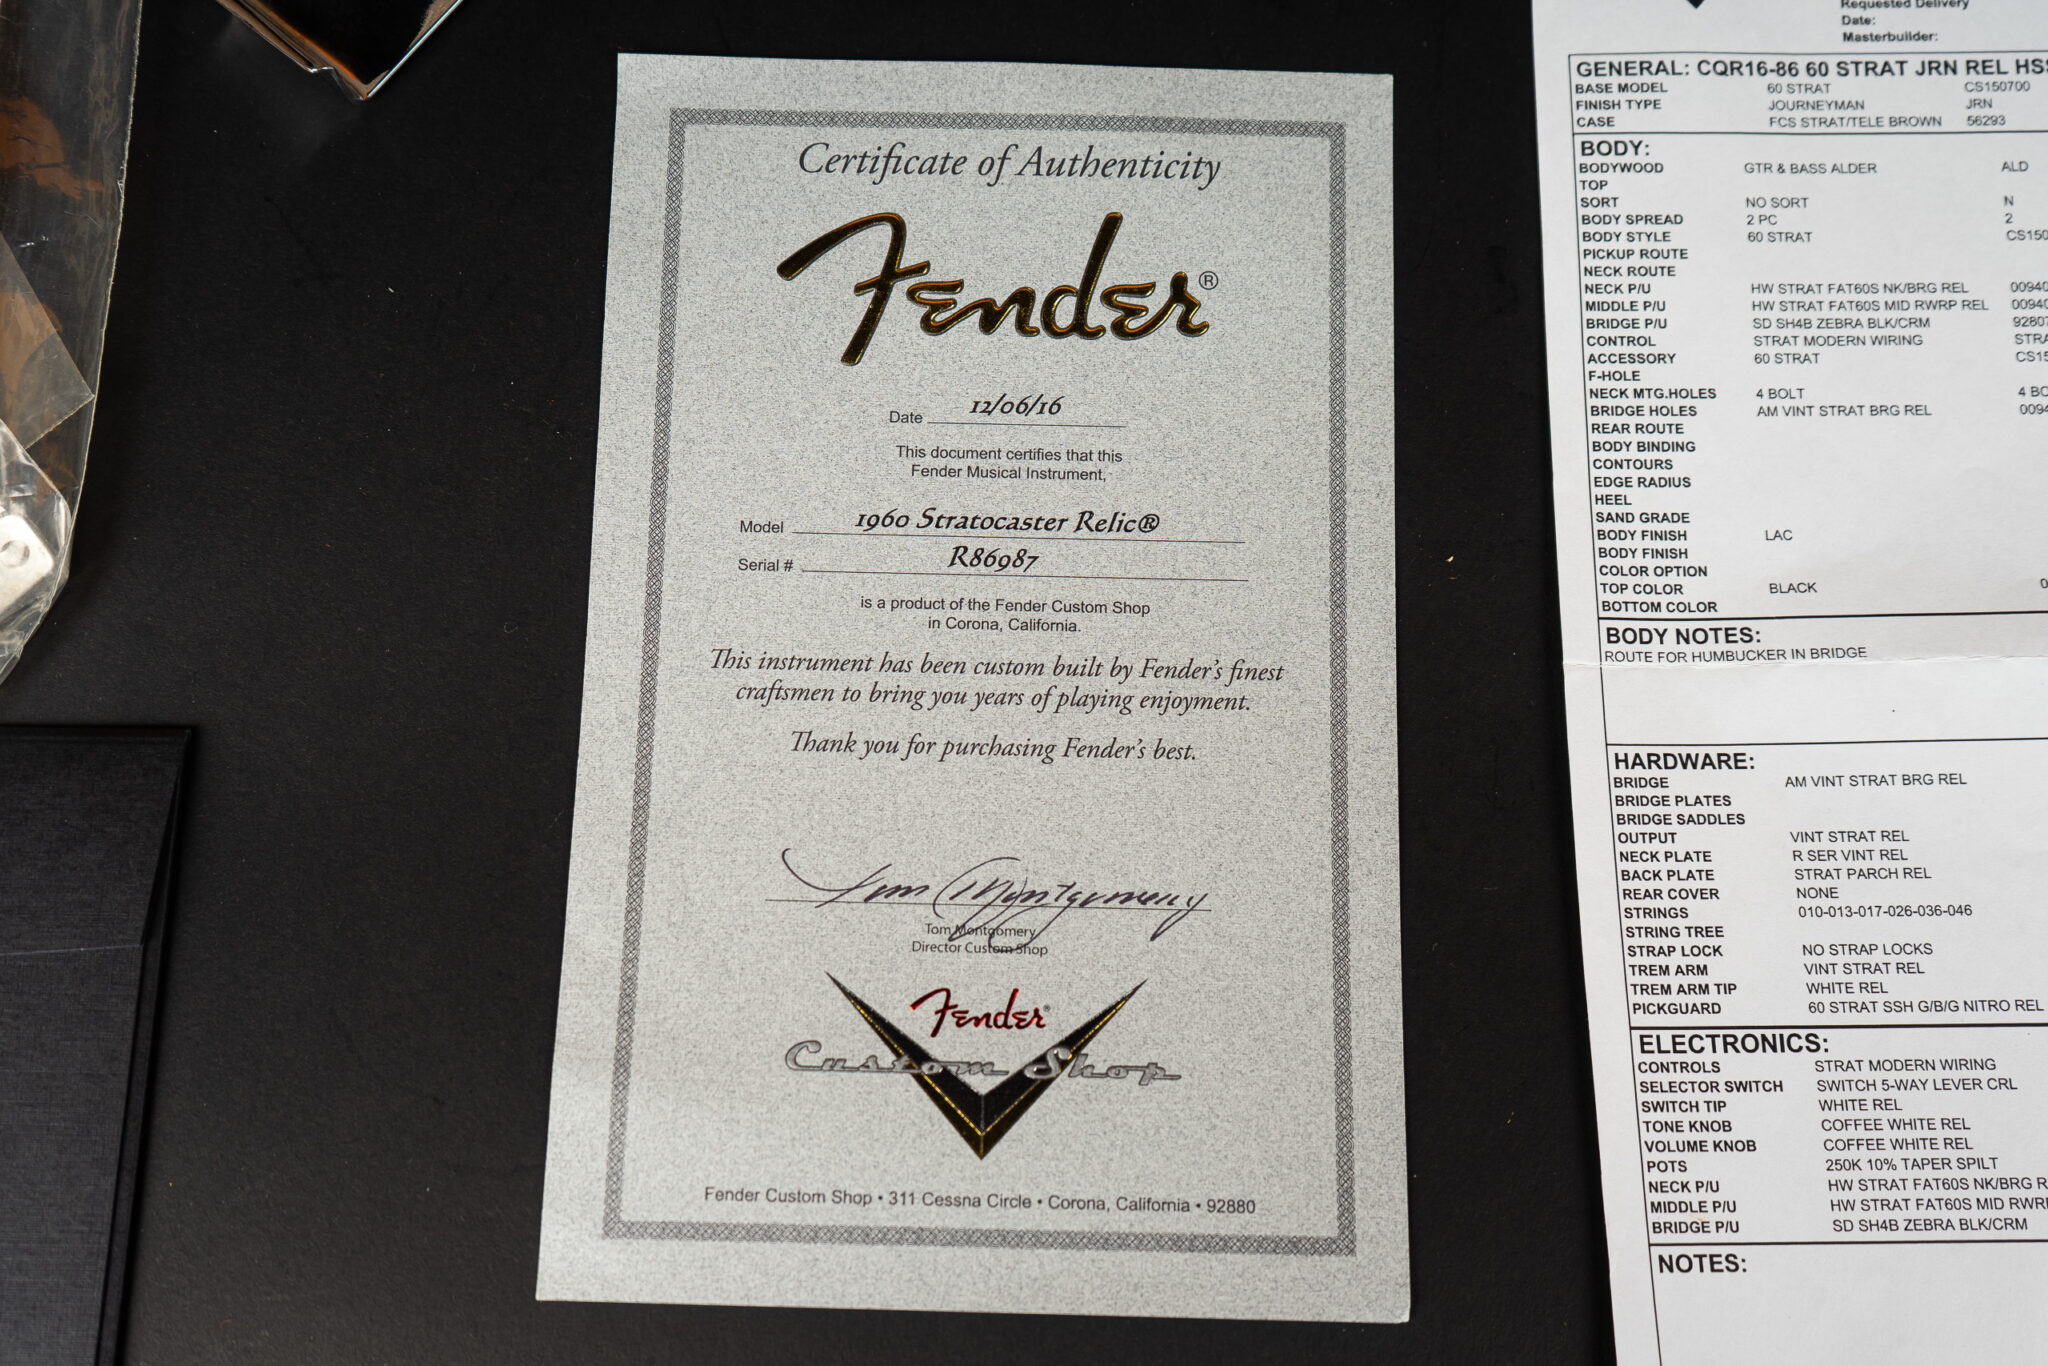 Certificate of Authenticity
Fender®
Date 12/06/16
This document certifies that this
Fender Musical Instrument,
Model 1960 Stratocaster Relic®
Serial # R86987
is a product of the Fender Custom Shop
in Corona, California.
This instrument has been custom built by Fender's finest
craftsmen to bring you years of playing enjoyment.
Thank you for purchasing Fender's best.
Tom Montgomery
Tom Montgomery
Director Custom Shop
Fender®
Custom Shop
Fender Custom Shop • 311 Cessna Circle • Corona, California • 92880
Requested Delivery
Date:
Masterbuilder:
GENERAL: CQR16-86 60 STRAT JRN REL HSS
BASE MODEL 60 STRAT CS150700
FINISH TYPE JOURNEYMAN JRN
CASE FCS STRAT/TELE BROWN 56293
BODY:
BODYWOOD GTR & BASS ALDER ALD
TOP
SORT NO SORT N
BODY SPREAD 2 PC 2
BODY STYLE 60 STRAT CS150
PICKUP ROUTE
NECK ROUTE
NECK P/U HW STRAT FAT60S NK/BRG REL 00940
MIDDLE P/U HW STRAT FAT60S MID RWRP REL 00940
BRIDGE P/U SD SH4B ZEBRA BLK/CRM 92807
CONTROL STRAT MODERN WIRING STRA
ACCESSORY 60 STRAT CS15
F-HOLE
NECK MTG.HOLES 4 BOLT 4 BO
BRIDGE HOLES AM VINT STRAT BRG REL 0094
REAR ROUTE
BODY BINDING
CONTOURS
EDGE RADIUS
HEEL
SAND GRADE
BODY FINISH LAC
BODY FINISH
COLOR OPTION
TOP COLOR BLACK 0
BOTTOM COLOR
BODY NOTES:
ROUTE FOR HUMBUCKER IN BRIDGE
HARDWARE:
BRIDGE AM VINT STRAT BRG REL
BRIDGE PLATES
BRIDGE SADDLES
OUTPUT VINT STRAT REL
NECK PLATE R SER VINT REL
BACK PLATE STRAT PARCH REL
REAR COVER NONE
STRINGS 010-013-017-026-036-046
STRING TREE
STRAP LOCK NO STRAP LOCKS
TREM ARM VINT STRAT REL
TREM ARM TIP WHITE REL
PICKGUARD 60 STRAT SSH G/B/G NITRO REL
ELECTRONICS:
CONTROLS STRAT MODERN WIRING
SELECTOR SWITCH SWITCH 5-WAY LEVER CRL
SWITCH TIP WHITE REL
TONE KNOB COFFEE WHITE REL
VOLUME KNOB COFFEE WHITE REL
POTS 250K 10% TAPER SPILT
NECK P/U HW STRAT FAT60S NK/BRG R
MIDDLE P/U HW STRAT FAT60S MID RWR
BRIDGE P/U SD SH4B ZEBRA BLK/CRM
NOTES: